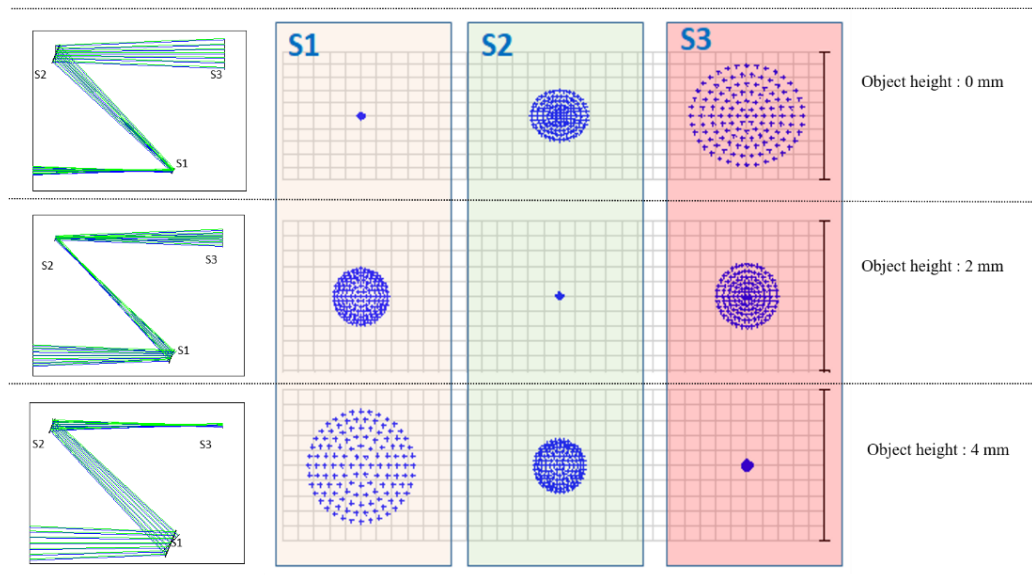 S1 S2 S3
S2 S3
S1
Object height : 0 mm
S2 S3
S1
Object height : 2 mm
S2 S3
S1
Object height : 4 mm